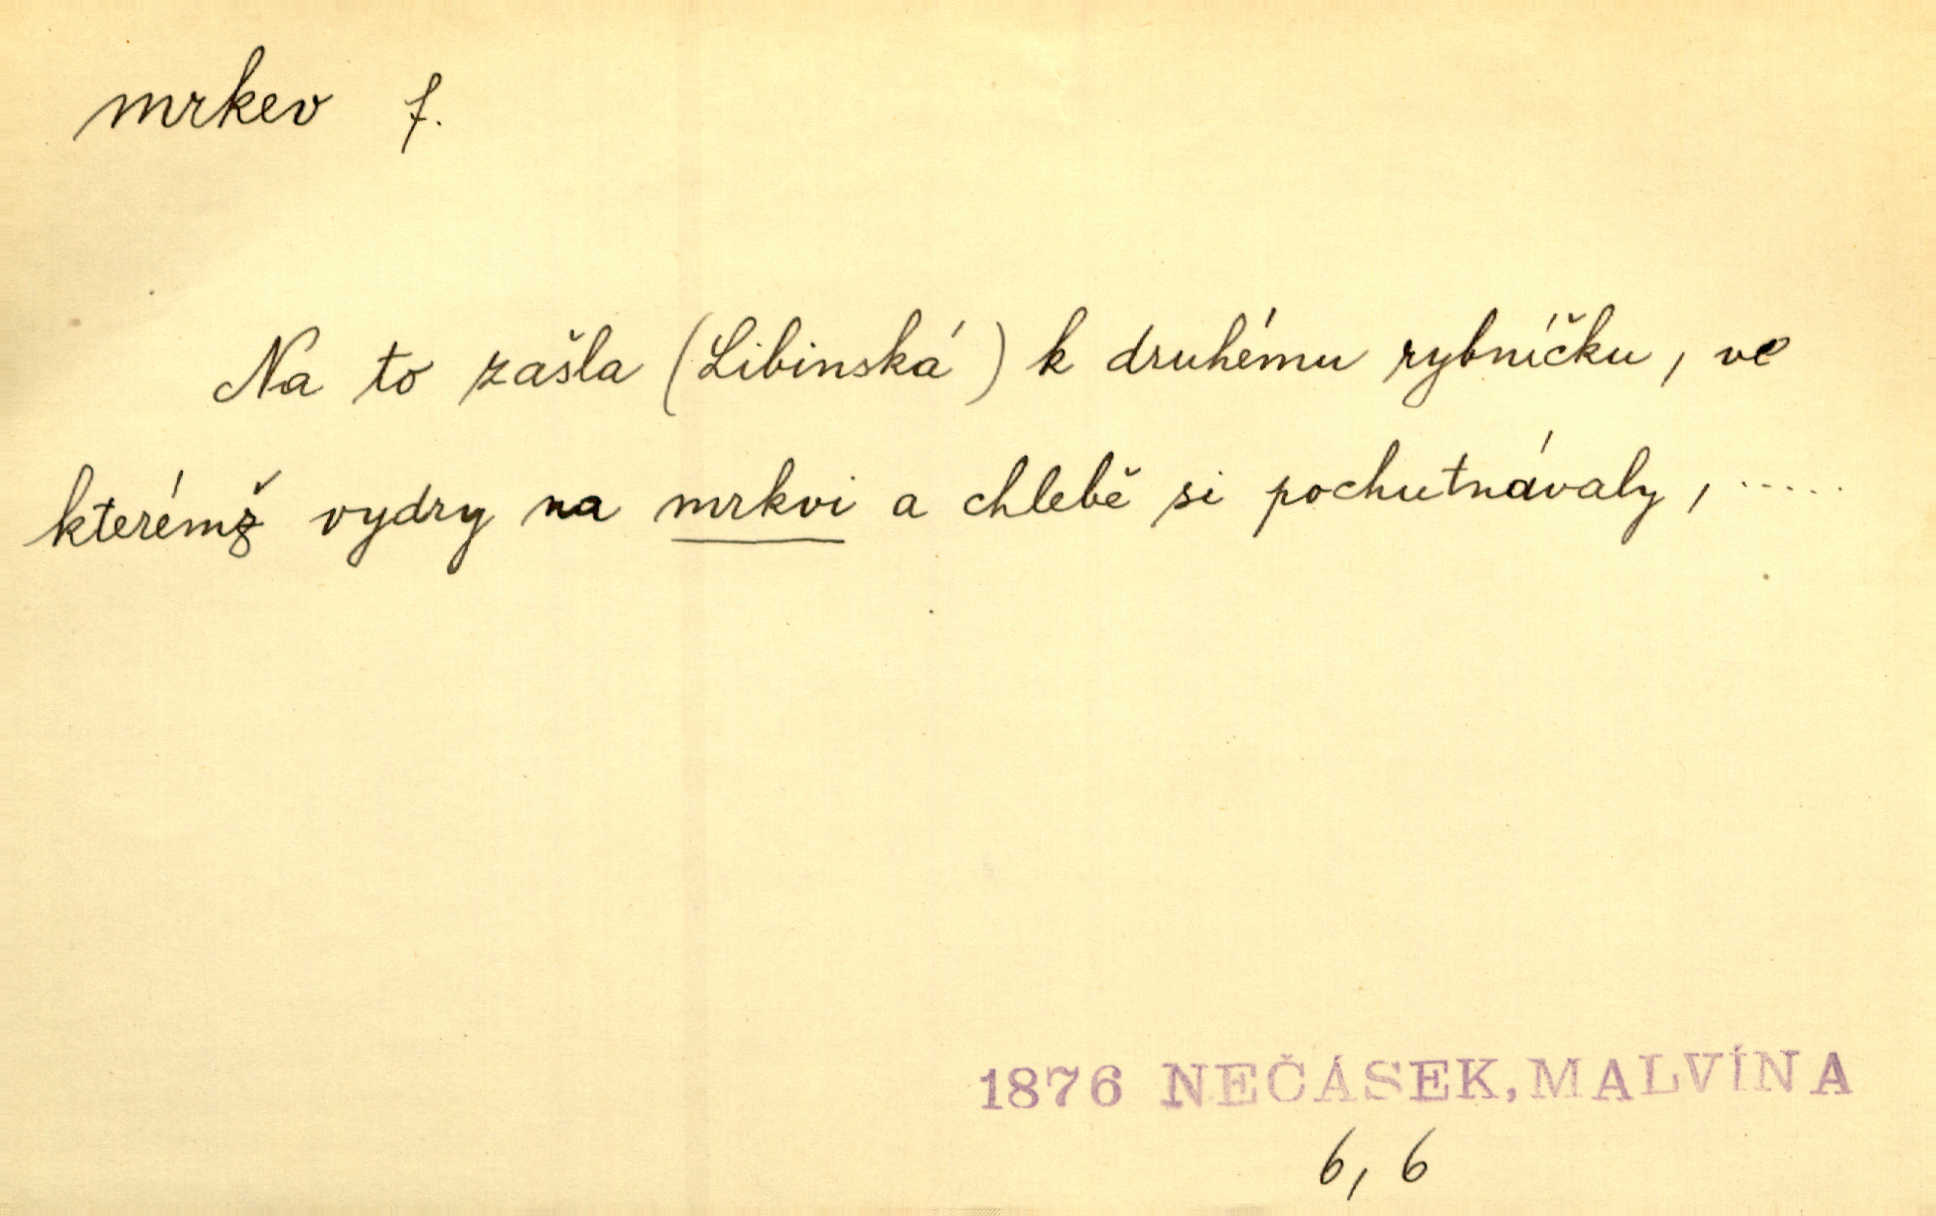 mrkev f.
Na to zašla (Libinská) k druhému rybníčku, ve
kterémž vydry na mrkvi a chlebě si pochutnávaly, .....
1876 NEČÁSEK, MALVÍNA
6, 6